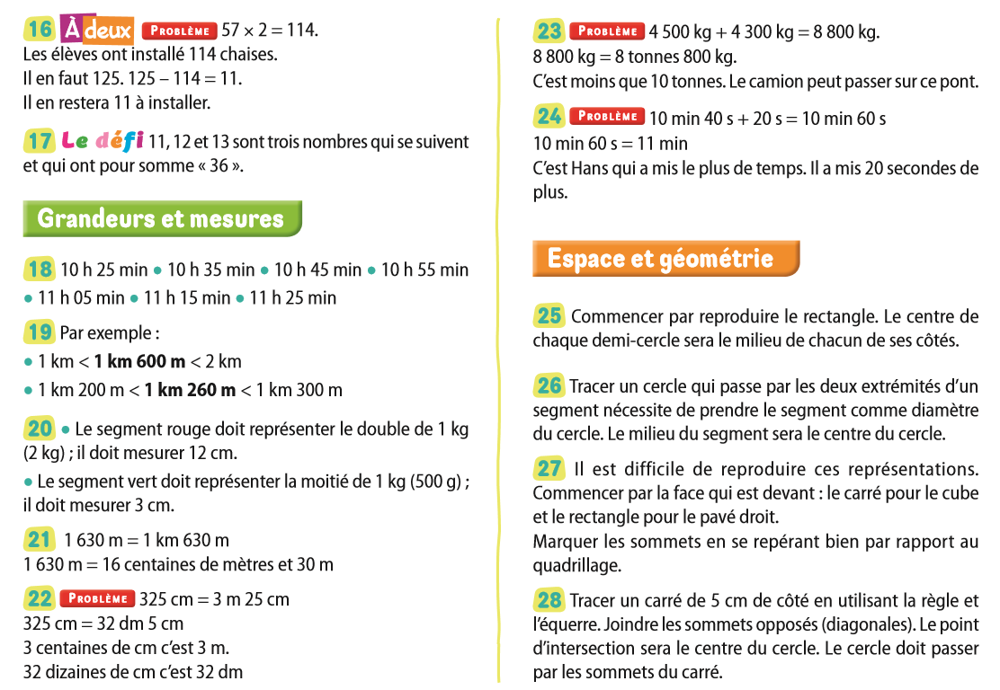 16 À deux PROBLÈME 57 × 2 = 114.
Les élèves ont installé 114 chaises.
Il en faut 125. 125 – 114 = 11.
Il en restera 11 à installer.
17 Le défi 11, 12 et 13 sont trois nombres qui se suivent
et qui ont pour somme « 36 ».
Grandeurs et mesures
18 10 h 25 min • 10 h 35 min • 10 h 45 min • 10 h 55 min
• 11 h 05 min • 11 h 15 min • 11 h 25 min
19 Par exemple :
• 1 km < 1 km 600 m < 2 km
• 1 km 200 m < 1 km 260 m < 1 km 300 m
20 • Le segment rouge doit représenter le double de 1 kg
(2 kg) ; il doit mesurer 12 cm.
• Le segment vert doit représenter la moitié de 1 kg (500 g) ;
il doit mesurer 3 cm.
21 1 630 m = 1 km 630 m
1 630 m = 16 centaines de mètres et 30 m
22 PROBLÈME 325 cm = 3 m 25 cm
325 cm = 32 dm 5 cm
3 centaines de cm c’est 3 m.
32 dizaines de cm c’est 32 dm
23 PROBLÈME 4 500 kg + 4 300 kg = 8 800 kg.
8 800 kg = 8 tonnes 800 kg.
C’est moins que 10 tonnes. Le camion peut passer sur ce pont.
24 PROBLÈME 10 min 40 s + 20 s = 10 min 60 s
10 min 60 s = 11 min
C’est Hans qui a mis le plus de temps. Il a mis 20 secondes de
plus.
Espace et géométrie
25 Commencer par reproduire le rectangle. Le centre de
chaque demi-cercle sera le milieu de chacun de ses côtés.
26 Tracer un cercle qui passe par les deux extrémités d’un
segment nécessite de prendre le segment comme diamètre
du cercle. Le milieu du segment sera le centre du cercle.
27 Il est difficile de reproduire ces représentations.
Commencer par la face qui est devant : le carré pour le cube
et le rectangle pour le pavé droit.
Marquer les sommets en se repérant bien par rapport au
quadrillage.
28 Tracer un carré de 5 cm de côté en utilisant la règle et
l’équerre. Joindre les sommets opposés (diagonales). Le point
d’intersection sera le centre du cercle. Le cercle doit passer
par les sommets du carré.